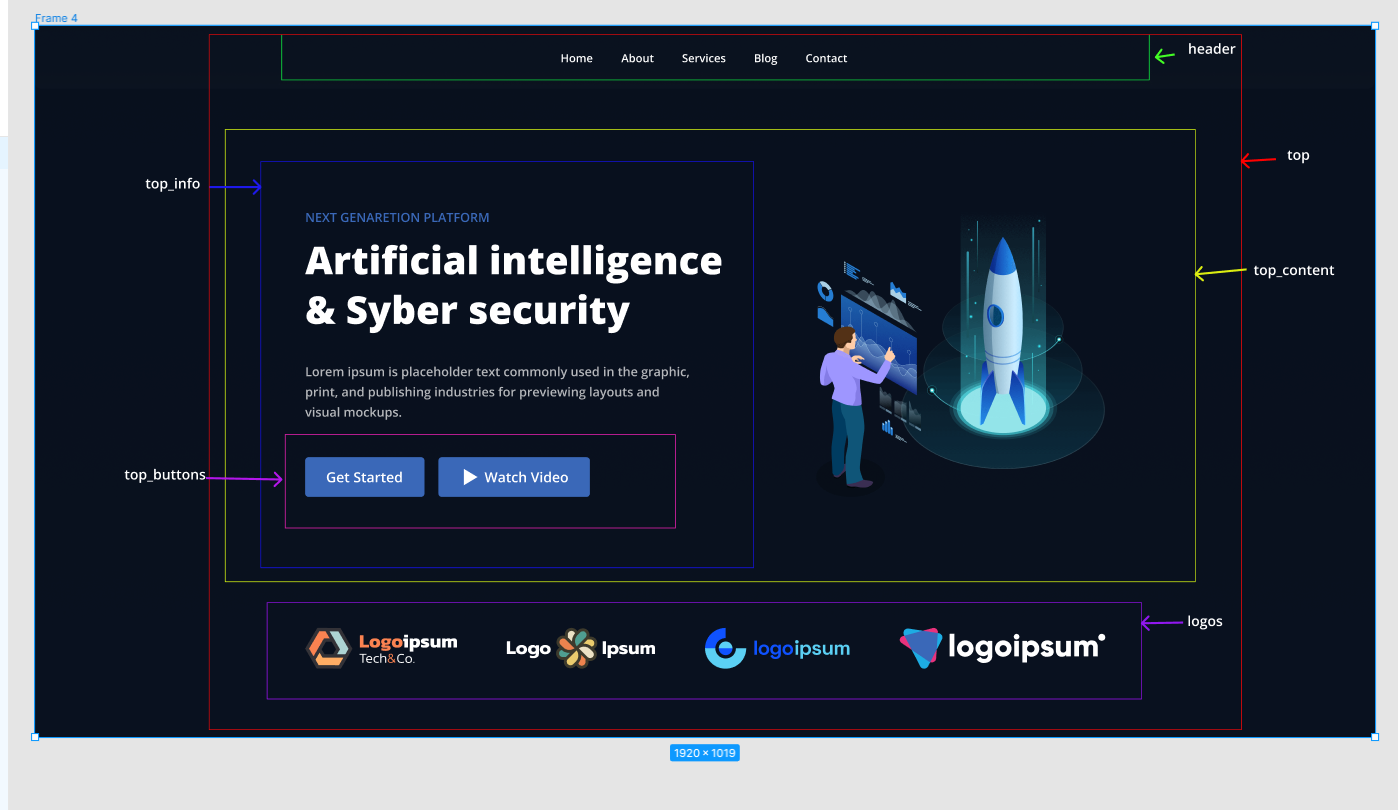 Frame 4
Home About Services Blog Contact
header
top
top_info
NEXT GENARETION PLATFORM
Artificial intelligence
& Syber security
top_content
Lorem ipsum is placeholder text commonly used in the graphic,
print, and publishing industries for previewing layouts and
visual mockups.
top_buttons
Get Started
Watch Video
logos
Logoipsum
Tech&Co.
Logo Ipsum
logoipsum
logoipsum
1920 × 1019